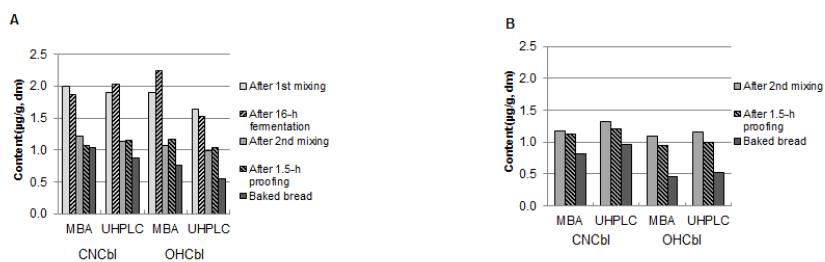 A
Content(µg/g, dm)
2.5
2.0
1.5
1.0
0.5
0.0
MBA UHPLC MBA UHPLC
CNCbl OHCbl
After 1st mixing
After 16-h
fermentation
After 2nd mixing
After 1.5-h
proofing
Baked bread
B
Content(µg/g, dm)
2.5
2.0
1.5
1.0
0.5
0.0
MBA UHPLC MBA UHPLC
CNCbl OHCbl
After 2nd mixing
After 1.5-h
proofing
Baked bread